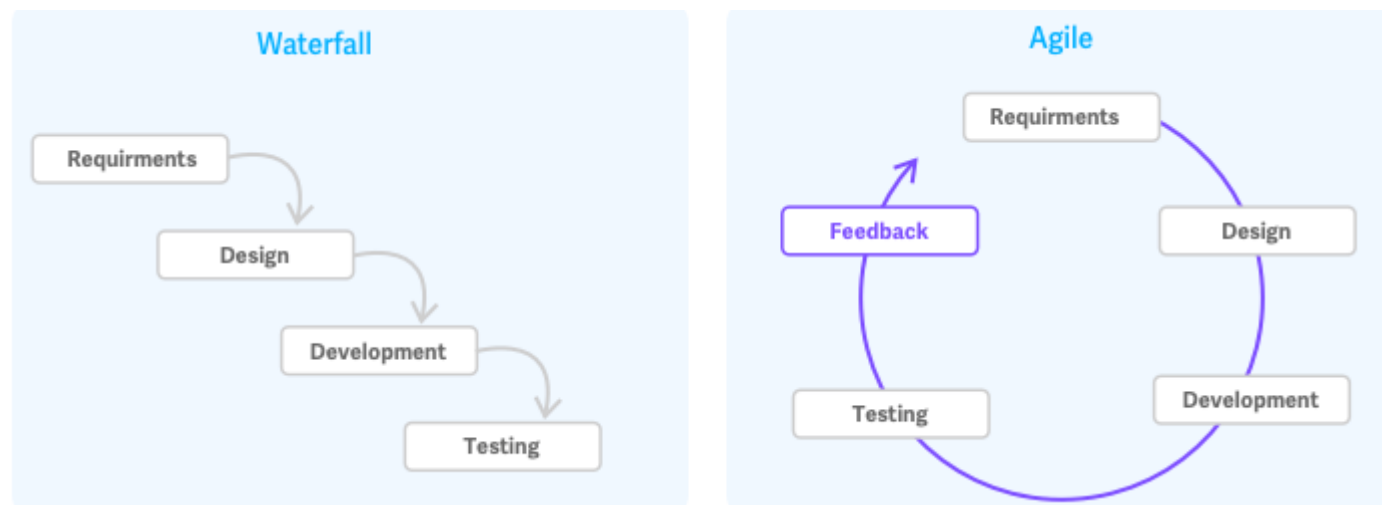 Waterfall
Requirments
Design
Development
Testing
Agile
Requirments
Design
Development
Testing
Feedback